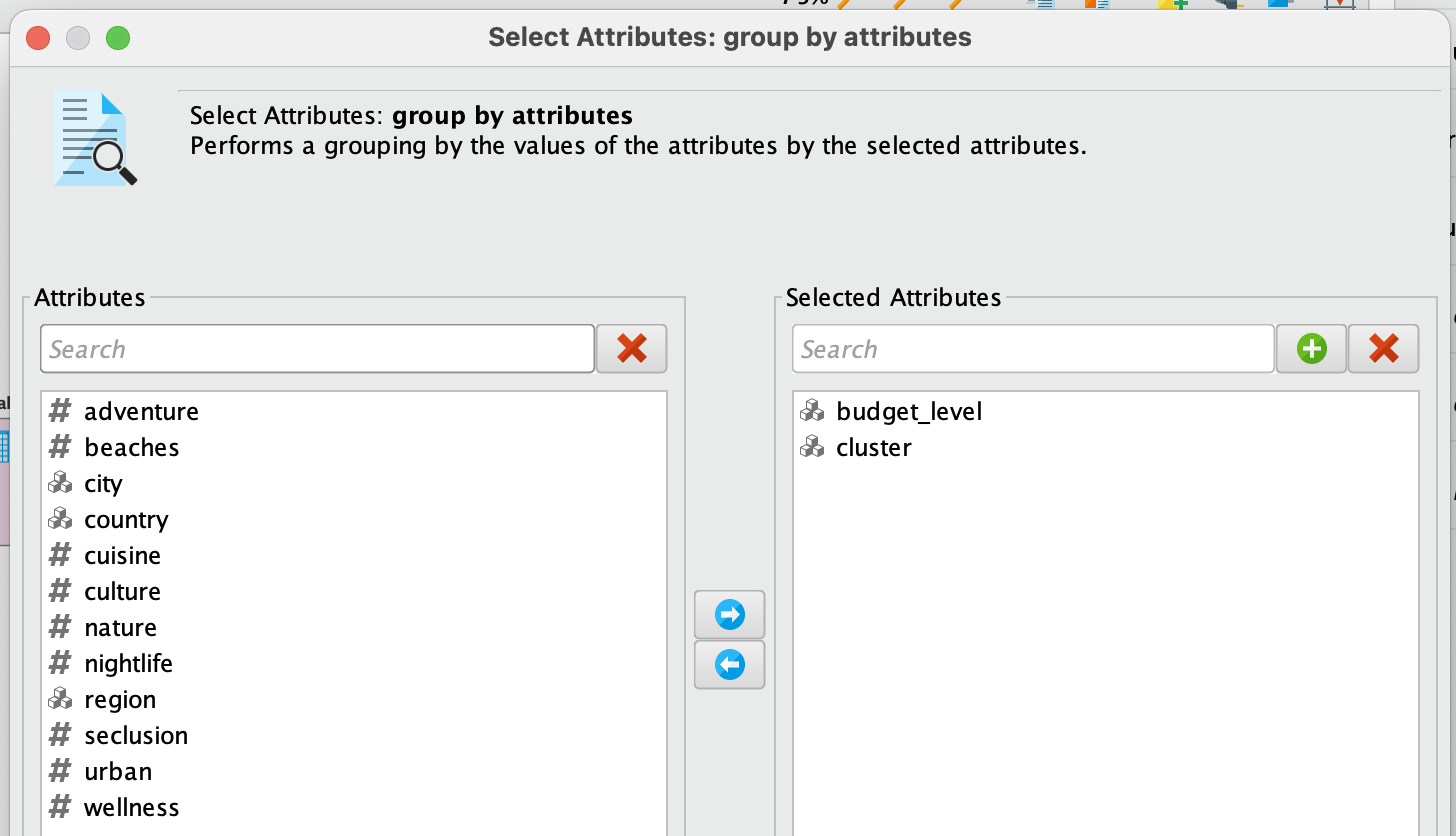 Select Attributes: group by attributes
Select Attributes: group by attributes
Performs a grouping by the values of the attributes by the selected attributes.
Attributes
Search
adventure
beaches
city
country
cuisine
culture
nature
nightlife
region
seclusion
urban
wellness
Selected Attributes
Search
budget_level
cluster